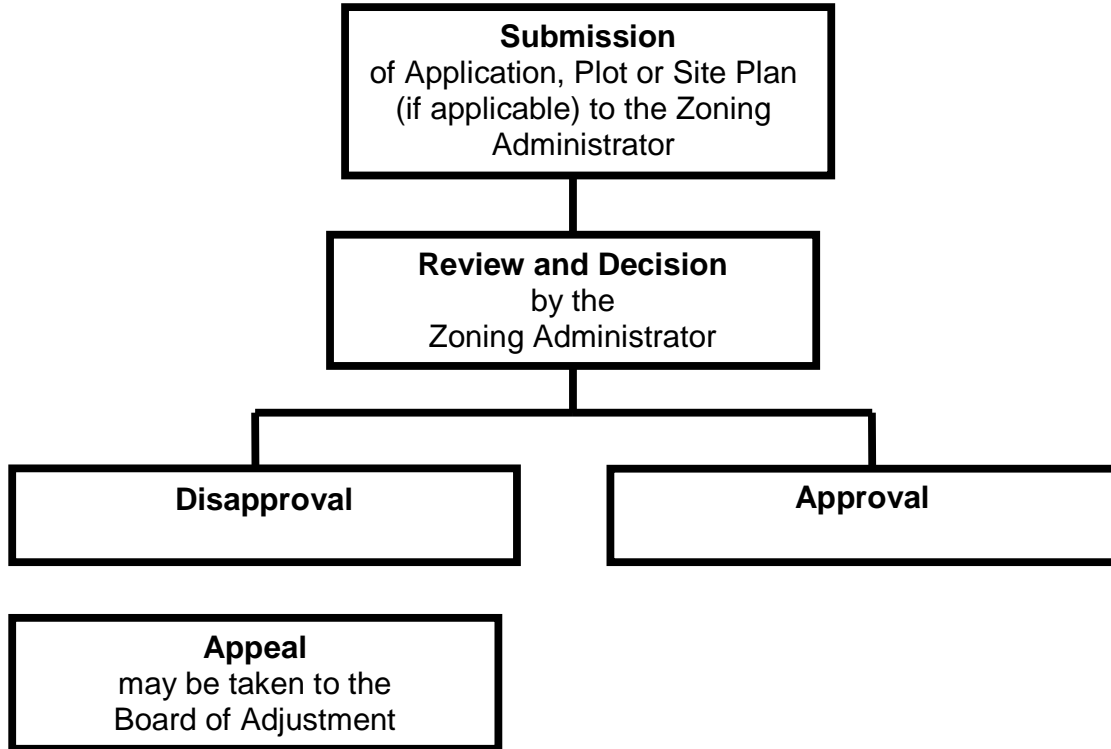 Submission
of Application, Plot or Site Plan
(if applicable) to the Zoning
Administrator
Review and Decision
by the
Zoning Administrator
Disapproval
Approval
Appeal
may be taken to the
Board of Adjustment